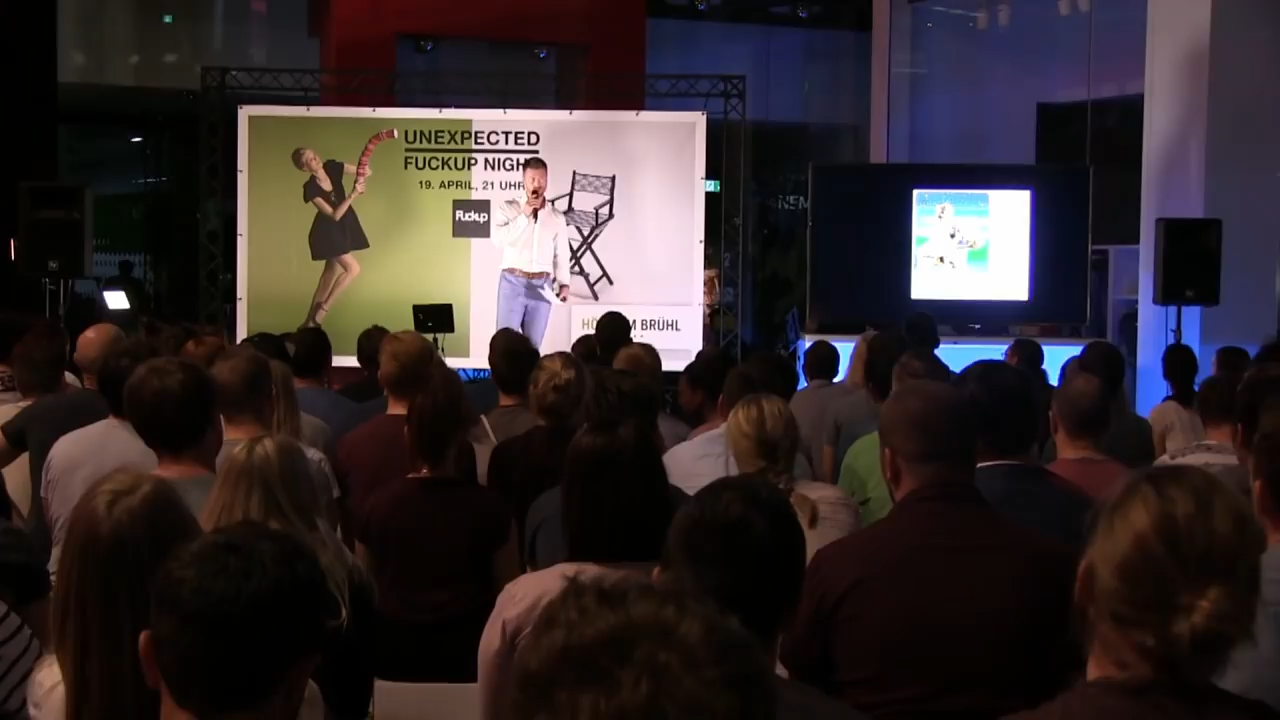 UNEXPECTED
FUCKUP NIGH
19. APRIL, 21 UHR
Fuckup
HÖ M BRÜHL